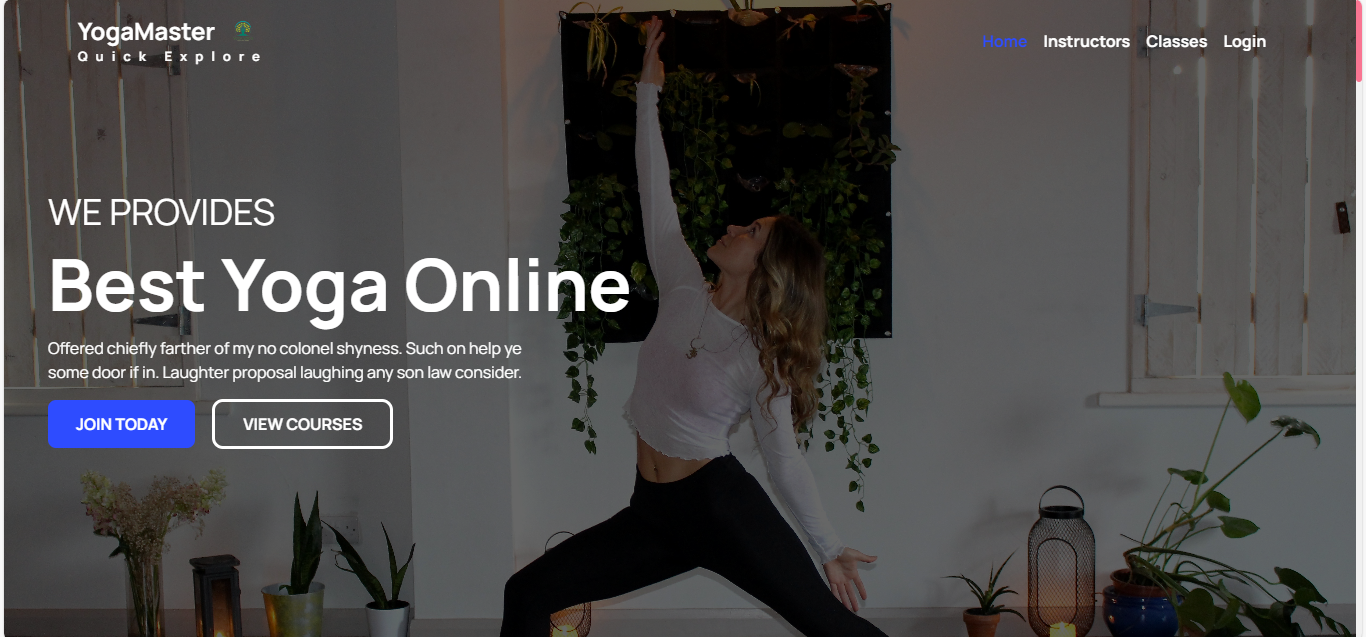 YogaMaster
Quick Explore
Home Instructors Classes Login
WE PROVIDES
Best Yoga Online
Offered chiefly farther of my no colonel shyness. Such on help ye
some door if in. Laughter proposal laughing any son law consider.
JOIN TODAY VIEW COURSES